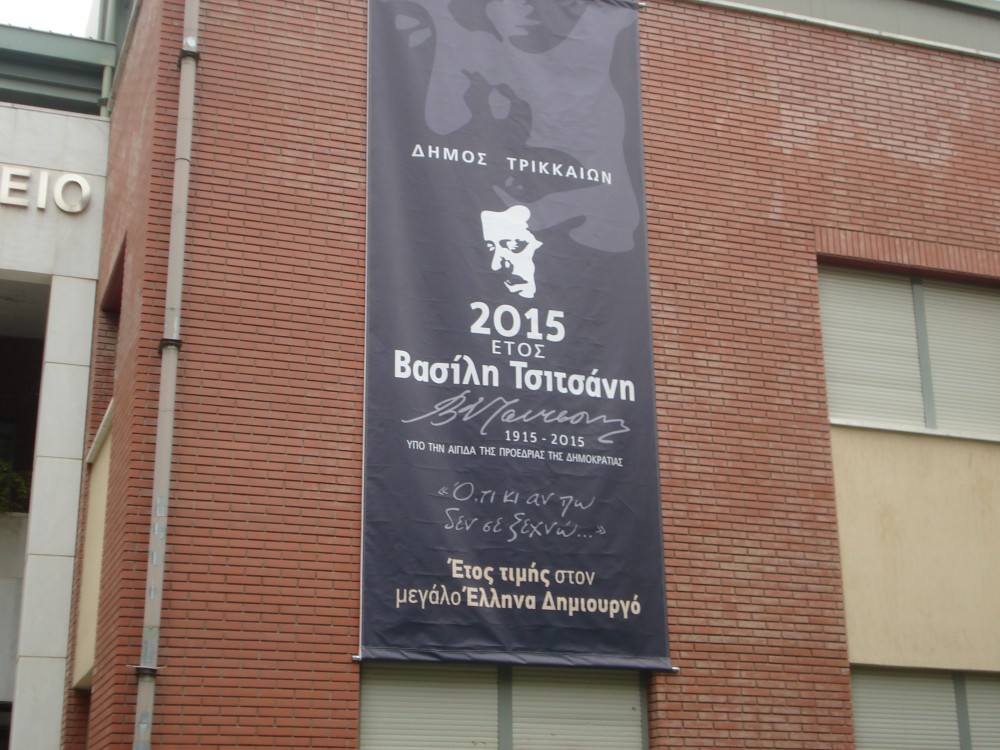 ΕΙΟ
ΔΗΜΟΣ ΤΡΙΚΚΑΙΩΝ
2015
ΕΤΟΣ
Βασίλη Τσιτσάνη
1915 - 2015
ΥΠΟ ΤΗΝ ΑΙΓΙΔΑ ΤΗΣ ΠΡΟΕΔΡΙΑΣ ΤΗΣ ΔΗΜΟΚΡΑΤΙΑΣ
«Ό,τι κι αν πω
δεν σε ξεχνώ...»
Έτος τιμής στον
μεγάλο Έλληνα Δημιουργό